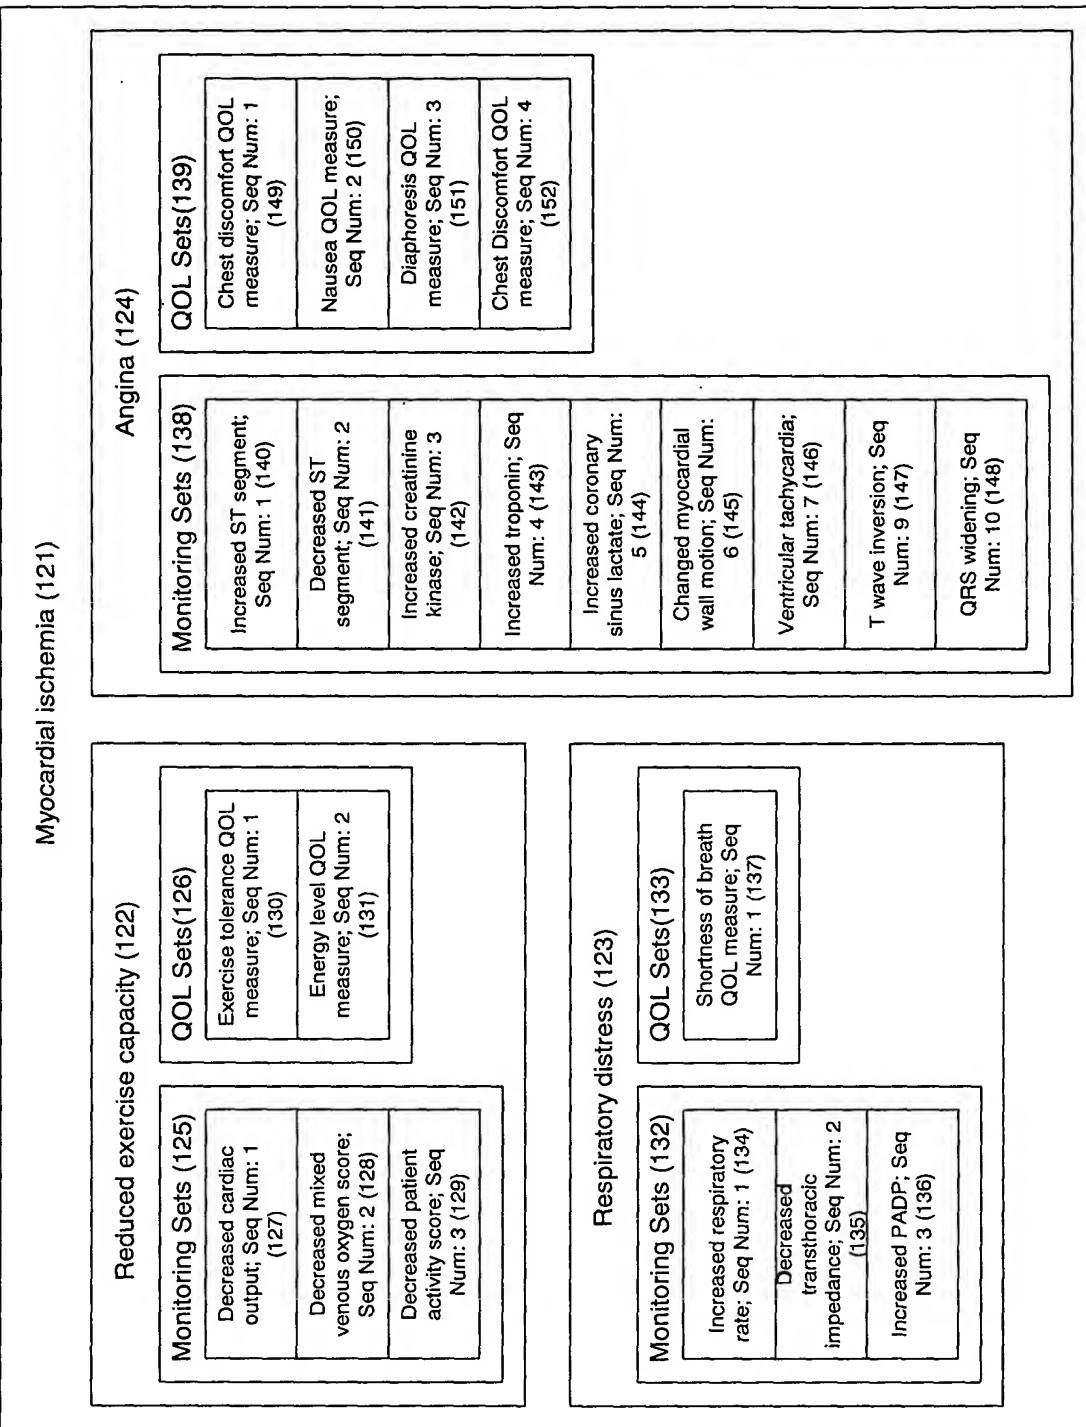 Myocardial ischemia (121)
Reduced exercise capacity (122)
Monitoring Sets (125)
Decreased cardiac
output; Seq Num: 1
(127)
Decreased mixed
venous oxygen score;
Seq Num: 2 (128)
Decreased patient
activity score; Seq
Num: 3 (129)
QOL Sets(126)
Exercise tolerance QOL
measure; Seq Num: 1
(130)
Energy level QOL
measure; Seq Num: 2
(131)
Respiratory distress (123)
Monitoring Sets (132)
Increased respiratory
rate; Seq Num: 1 (134)
Decreased
transthoracic
impedance; Seq Num: 2
(135)
Increased PADP; Seq
Num: 3 (136)
QOL Sets(133)
Shortness of breath
QOL measure; Seq
Num: 1 (137)
Angina (124)
Monitoring Sets (138)
Increased ST segment;
Seq Num: 1 (140)
Decreased ST
segment; Seq Num: 2
(141)
Increased creatinine
kinase; Seq Num: 3
(142)
Increased troponin; Seq
Num: 4 (143)
Increased coronary
sinus lactate; Seq Num:
5 (144)
Changed myocardial
wall motion; Seq Num:
6 (145)
Ventricular tachycardia;
Seq Num: 7 (146)
T wave inversion; Seq
Num: 9 (147)
QRS widening; Seq
Num: 10 (148)
QOL Sets(139)
Chest discomfort QOL
measure; Seq Num: 1
(149)
Nausea QOL measure;
Seq Num: 2 (150)
Diaphoresis QOL
measure; Seq Num: 3
(151)
Chest Discomfort QOL
measure; Seq Num: 4
(152)